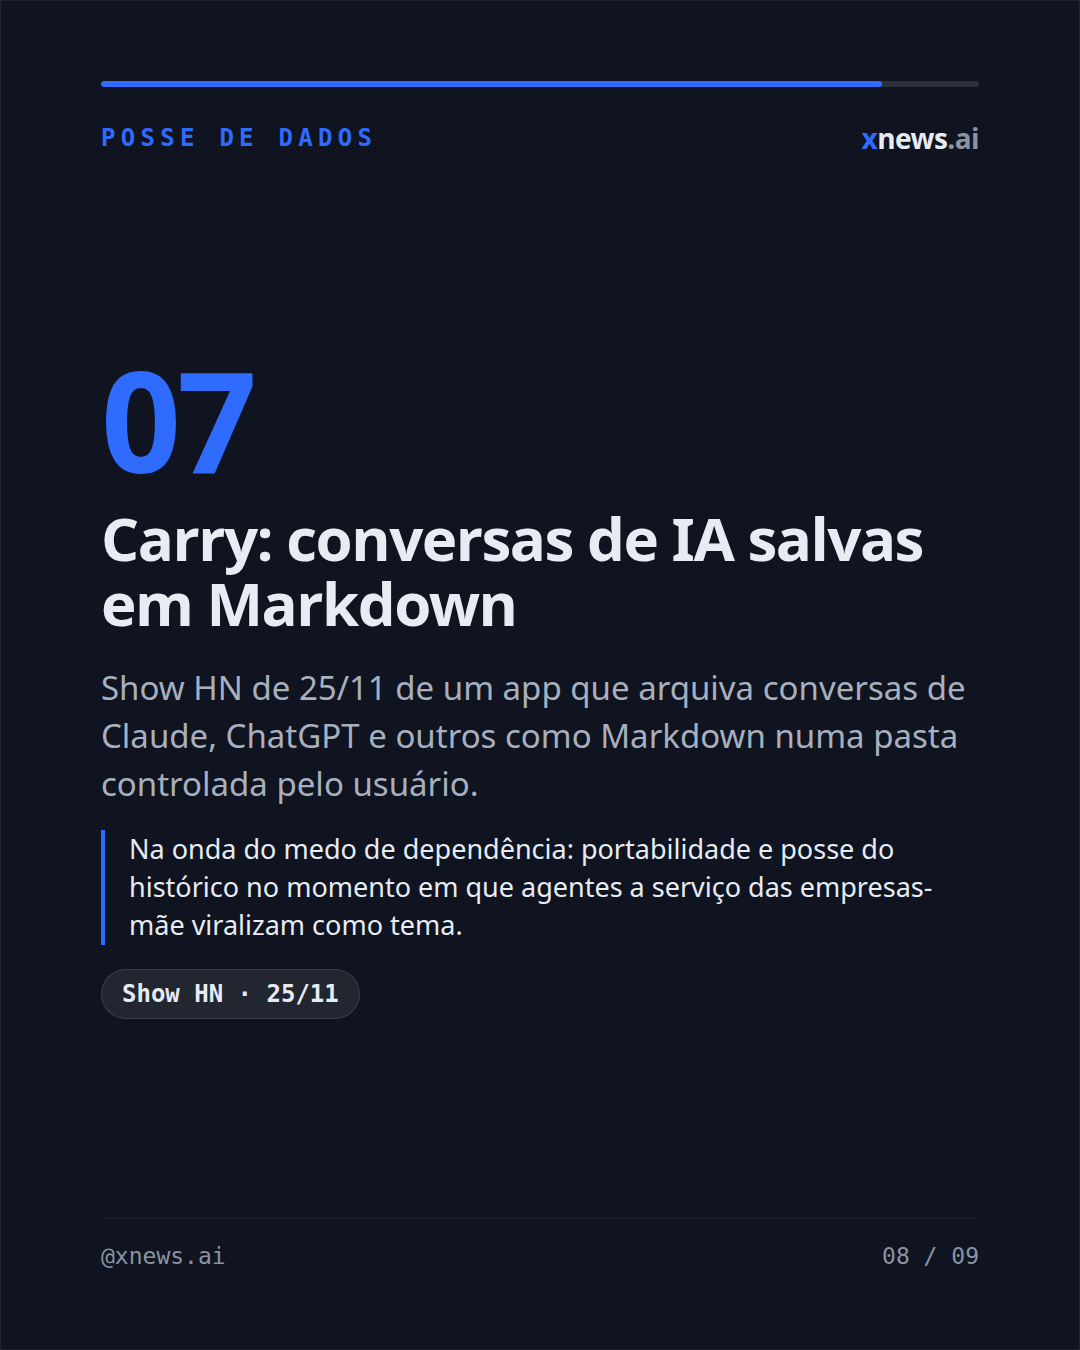 POSSE DE DADOS
xnews.ai
07
Carry: conversas de IA salvas
em Markdown
Show HN de 25/11 de um app que arquiva conversas de
Claude, ChatGPT e outros como Markdown numa pasta
controlada pelo usuário.
Na onda do medo de dependência: portabilidade e posse do
histórico no momento em que agentes a serviço das empresas-
mãe viralizam como tema.
Show HN · 25/11
@xnews.ai
08 / 09